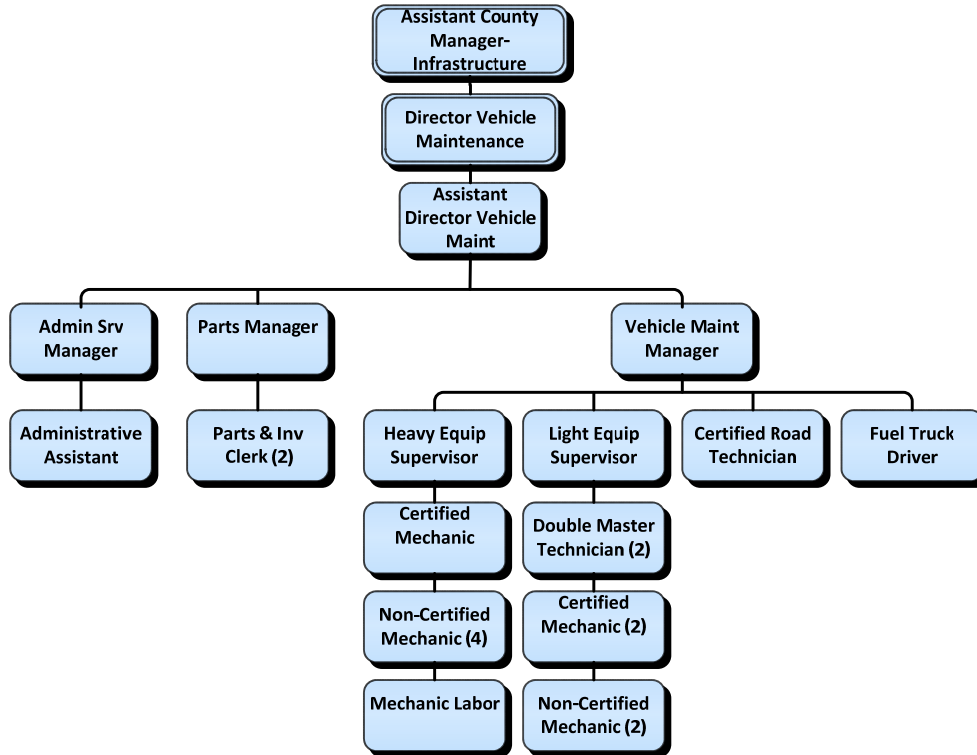 Assistant County
Manager-
Infrastructure
Director Vehicle
Maintenance
Assistant
Director Vehicle
Maint
Admin Srv
Manager
Parts Manager
Vehicle Maint
Manager
Administrative
Assistant
Parts & Inv
Clerk (2)
Heavy Equip
Supervisor
Light Equip
Supervisor
Certified Road
Technician
Fuel Truck
Driver
Certified
Mechanic
Double Master
Technician (2)
Non-Certified
Mechanic (4)
Certified
Mechanic (2)
Mechanic Labor
Non-Certified
Mechanic (2)